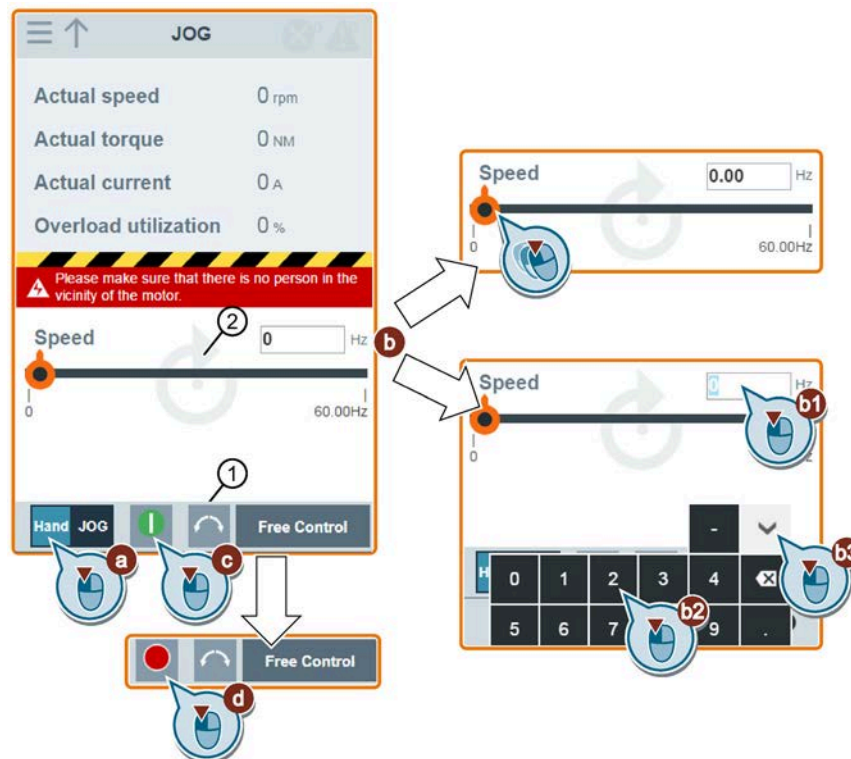 JOG
Actual speed 0 rpm
Actual torque 0 NM
Actual current 0 A
Overload utilization 0 %
Please make sure that there is no person in the
vicinity of the motor.
2
Speed 0 Hz
0 60.00Hz
1
Hand JOG Free Control
a c
Free Control
d
b
Speed 0.00 Hz
0 60.00Hz
Speed 0 Hz
b1
0
-
b3
0 1 2 3 4
b2
5 6 7 9 .